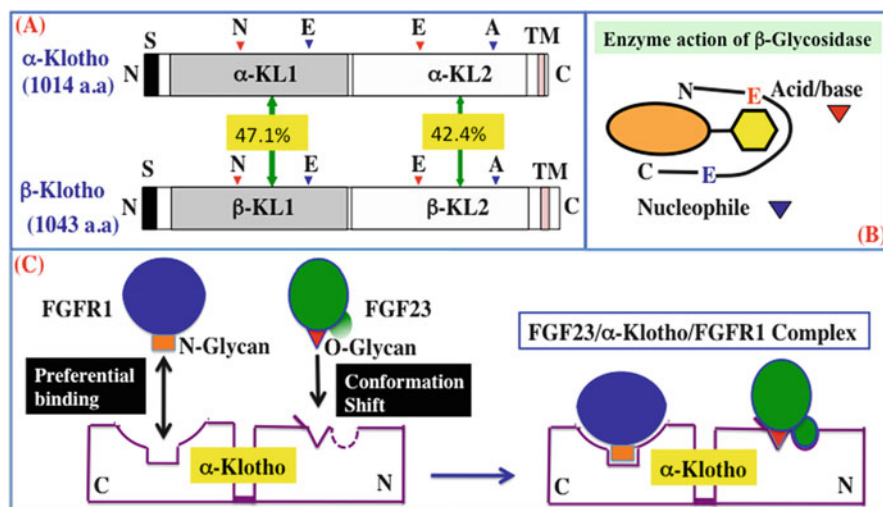 (A)
S
N
E
E
A
TM
α-Klotho
(1014 a.a)
N
α-KL1
α-KL2
C
47.1%
42.4%
S
N
E
E
A
TM
β-Klotho
(1043 a.a)
N
β-KL1
β-KL2
C
Enzyme action of β-Glycosidase
N
E
Acid/base
C
E
Nucleophile
(B)
(C)
FGFR1
N-Glycan
FGF23
O-Glycan
Preferential
binding
Conformation
Shift
α-Klotho
C
N
FGF23/α-Klotho/FGFR1 Complex
α-Klotho
C
N